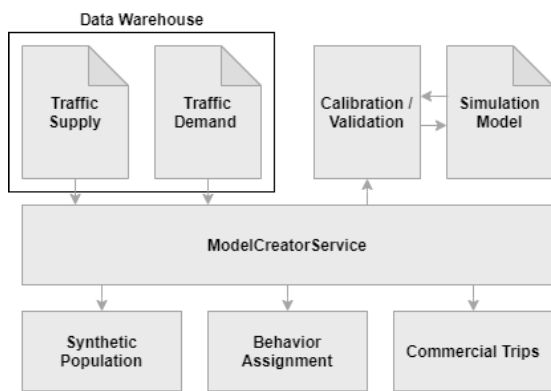 Data Warehouse
Traffic
Supply
Traffic
Demand
Calibration /
Validation
Simulation
Model
ModelCreatorService
Synthetic
Population
Behavior
Assignment
Commercial Trips